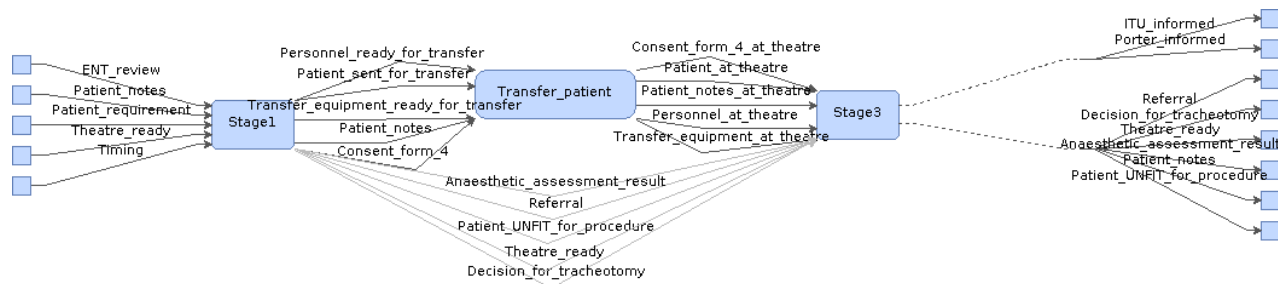 ENT_review
Patient_notes
Patient_requirement
Theatre_ready
Timing
Stage1
Personnel_ready_for_transfer
Patient_sent_for_transfer
Transfer_equipment_ready_for_transfer
Patient_notes
Consent_form_4
Transfer_patient
Consent_form_4_at_theatre
Patient_at_theatre
Patient_notes_at_theatre
Personnel_at_theatre
Transfer_equipment_at_theatre
Anaesthetic_assessment_result
Referral
Patient_UNFIT_for_procedure
Theatre_ready
Decision_for_tracheotomy
Stage3
ITU_informed
Porter_informed
Referral
Decision_for_tracheotomy
Theatre_ready
Anaesthetic_assessment_result
Patient_notes
Patient_UNFIT_for_procedure